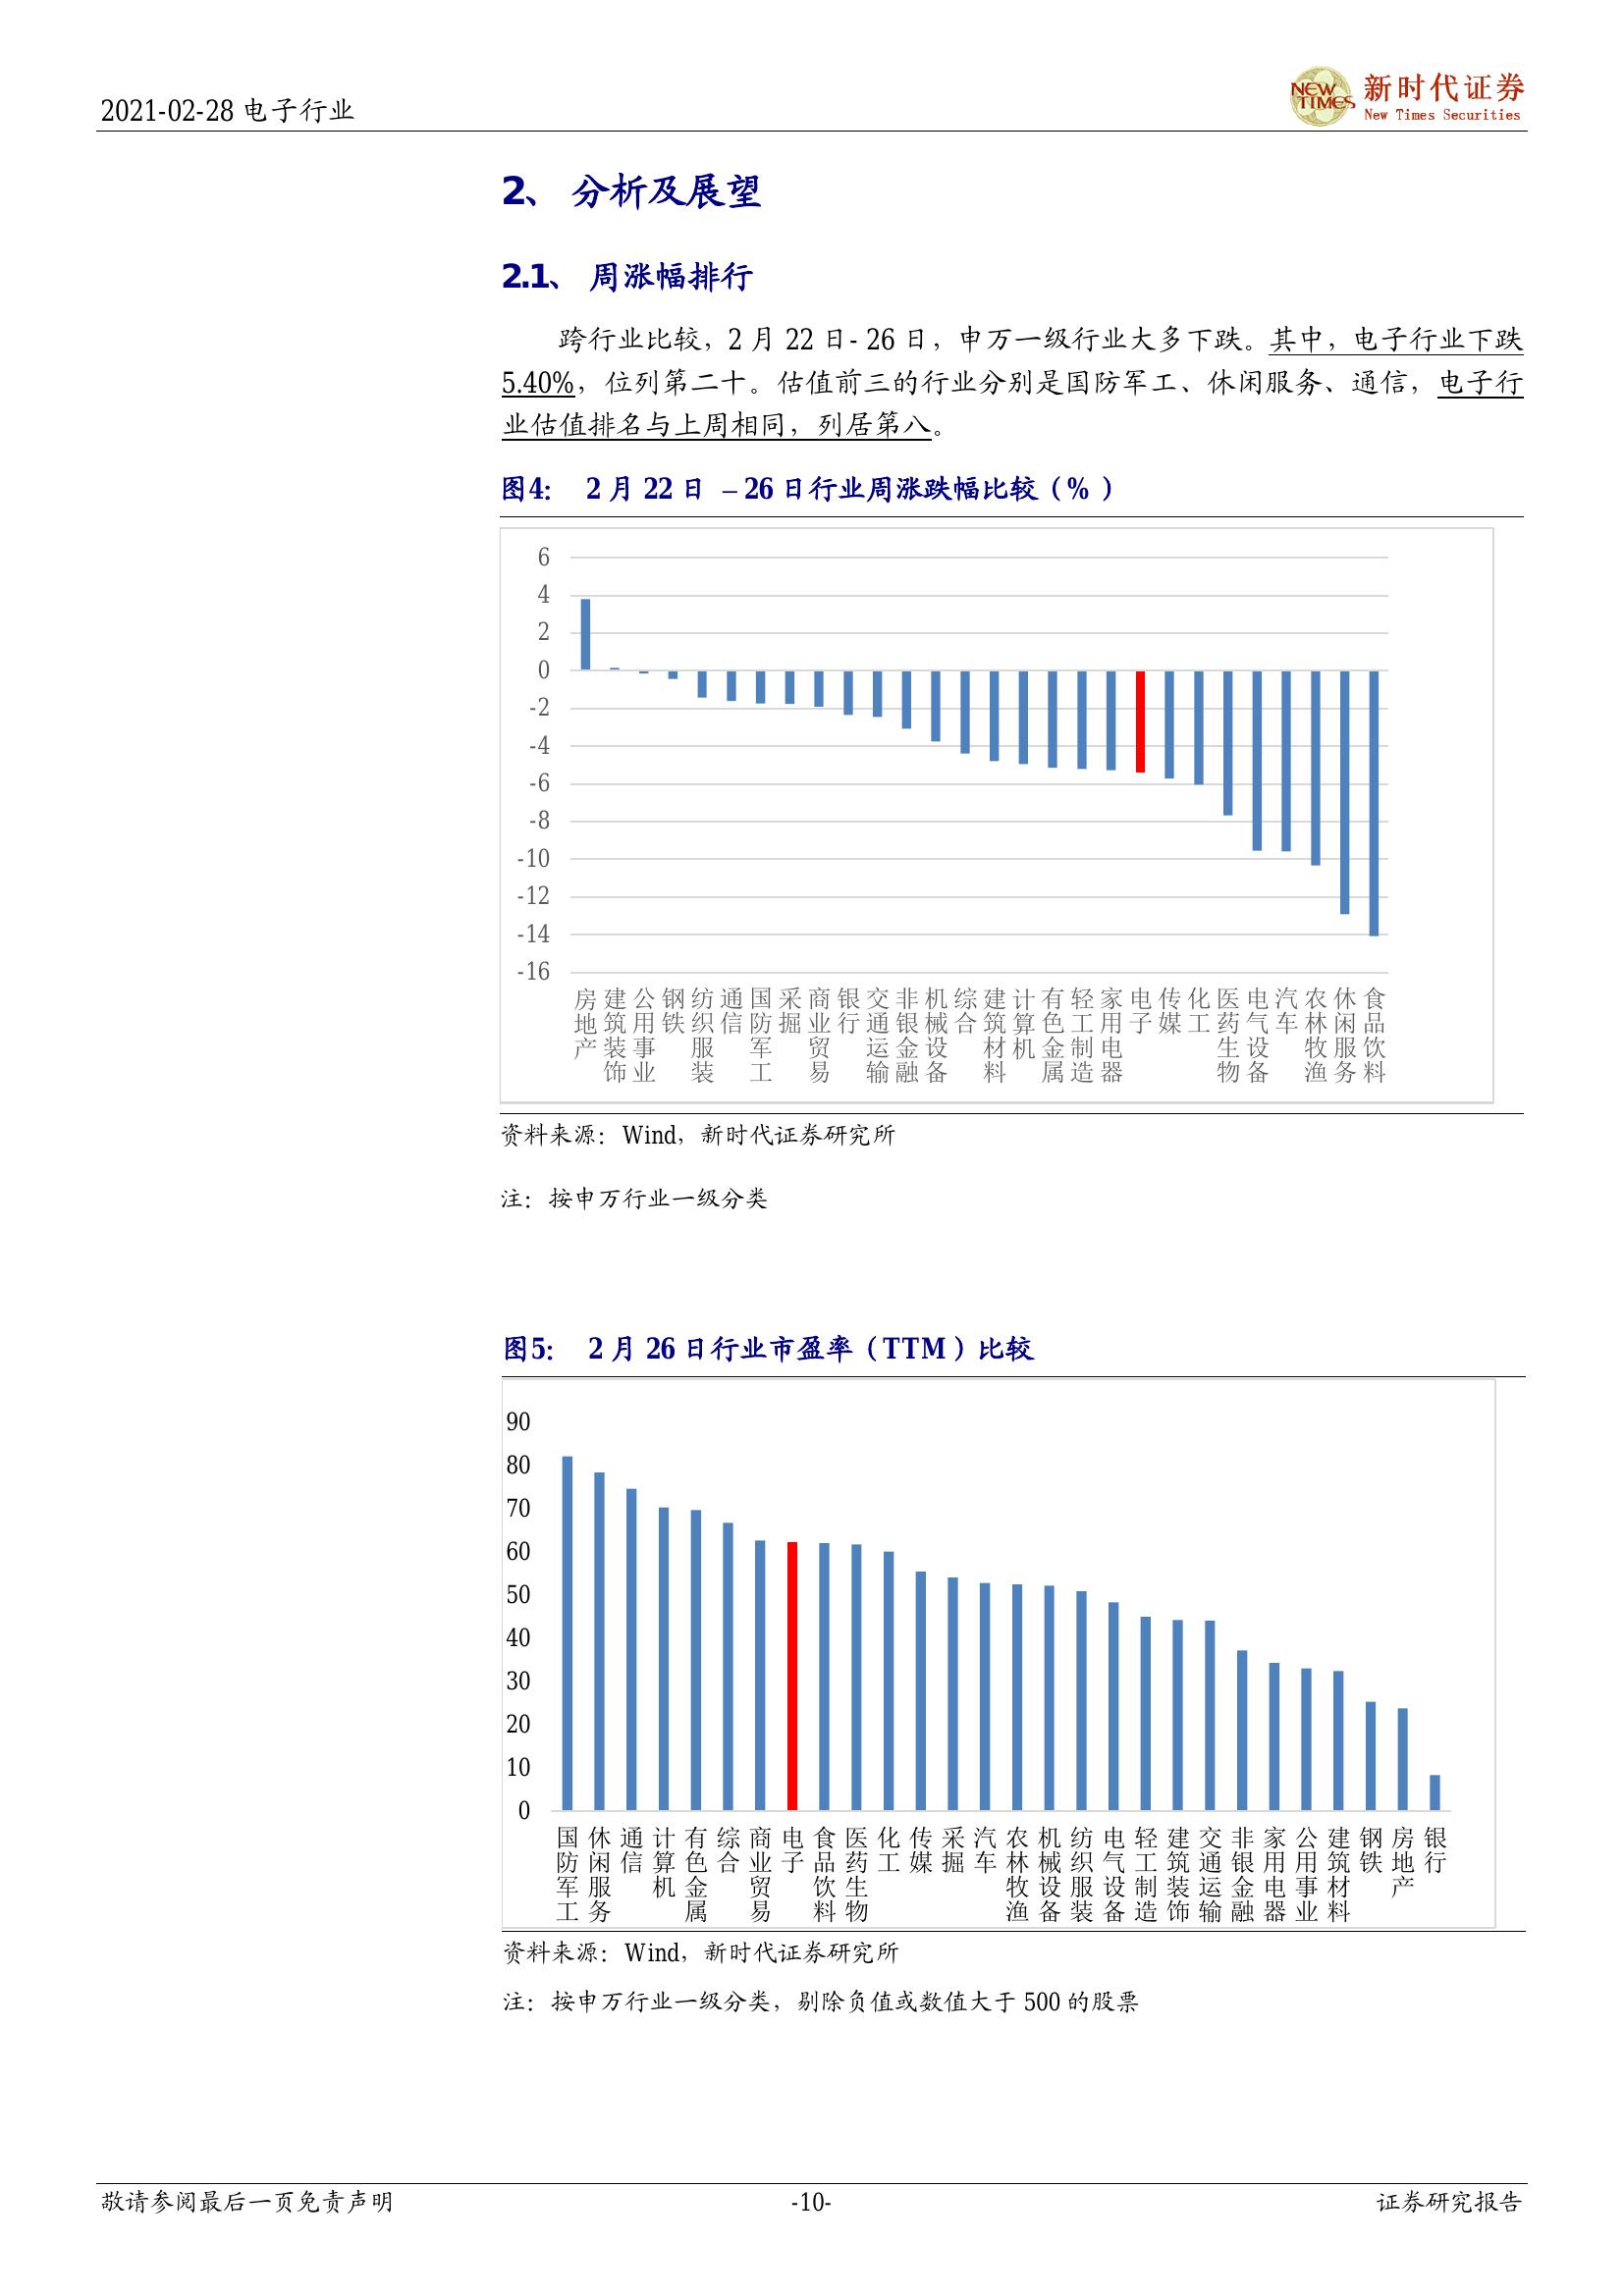 2021-02-28 电子行业
NEW TIMES
新时代证券
New Times Securities
2、 分析及展望
2.1、 周涨幅排行
跨行业比较，2 月 22 日- 26 日，申万一级行业大多下跌。其中，电子行业下跌
5.40%，位列第二十。估值前三的行业分别是国防军工、休闲服务、通信，电子行
业估值排名与上周相同，列居第八。
图4： 2 月 22 日 – 26 日行业周涨跌幅比较（% ）
6
4
2
0
-2
-4
-6
-8
-10
-12
-14
-16
房地产
建筑装饰
公用事业
钢铁
纺织服装
通信
国防军工
采掘
商业贸易
银行
交通运输
非银金融
机械设备
综合
建筑材料
计算机
有色金属
轻工制造
家用电器
电子
传媒
化工
医药生物
电气设备
汽车
农林牧渔
休闲服务
食品饮料
资料来源：Wind，新时代证券研究所
注：按申万行业一级分类
图5： 2 月 26 日行业市盈率（TTM）比较
90
80
70
60
50
40
30
20
10
0
国防军工
休闲服务
通信
计算机
有色金属
综合
商业贸易
电子
食品饮料
医药生物
化工
传媒
采掘
汽车
农林牧渔
机械设备
纺织服装
电气设备
轻工制造
建筑装饰
交通运输
非银金融
家用电器
公用事业
建筑材料
钢铁
房地产
银行
资料来源：Wind，新时代证券研究所
注：按申万行业一级分类，剔除负值或数值大于 500 的股票
敬请参阅最后一页免责声明
-10-
证券研究报告